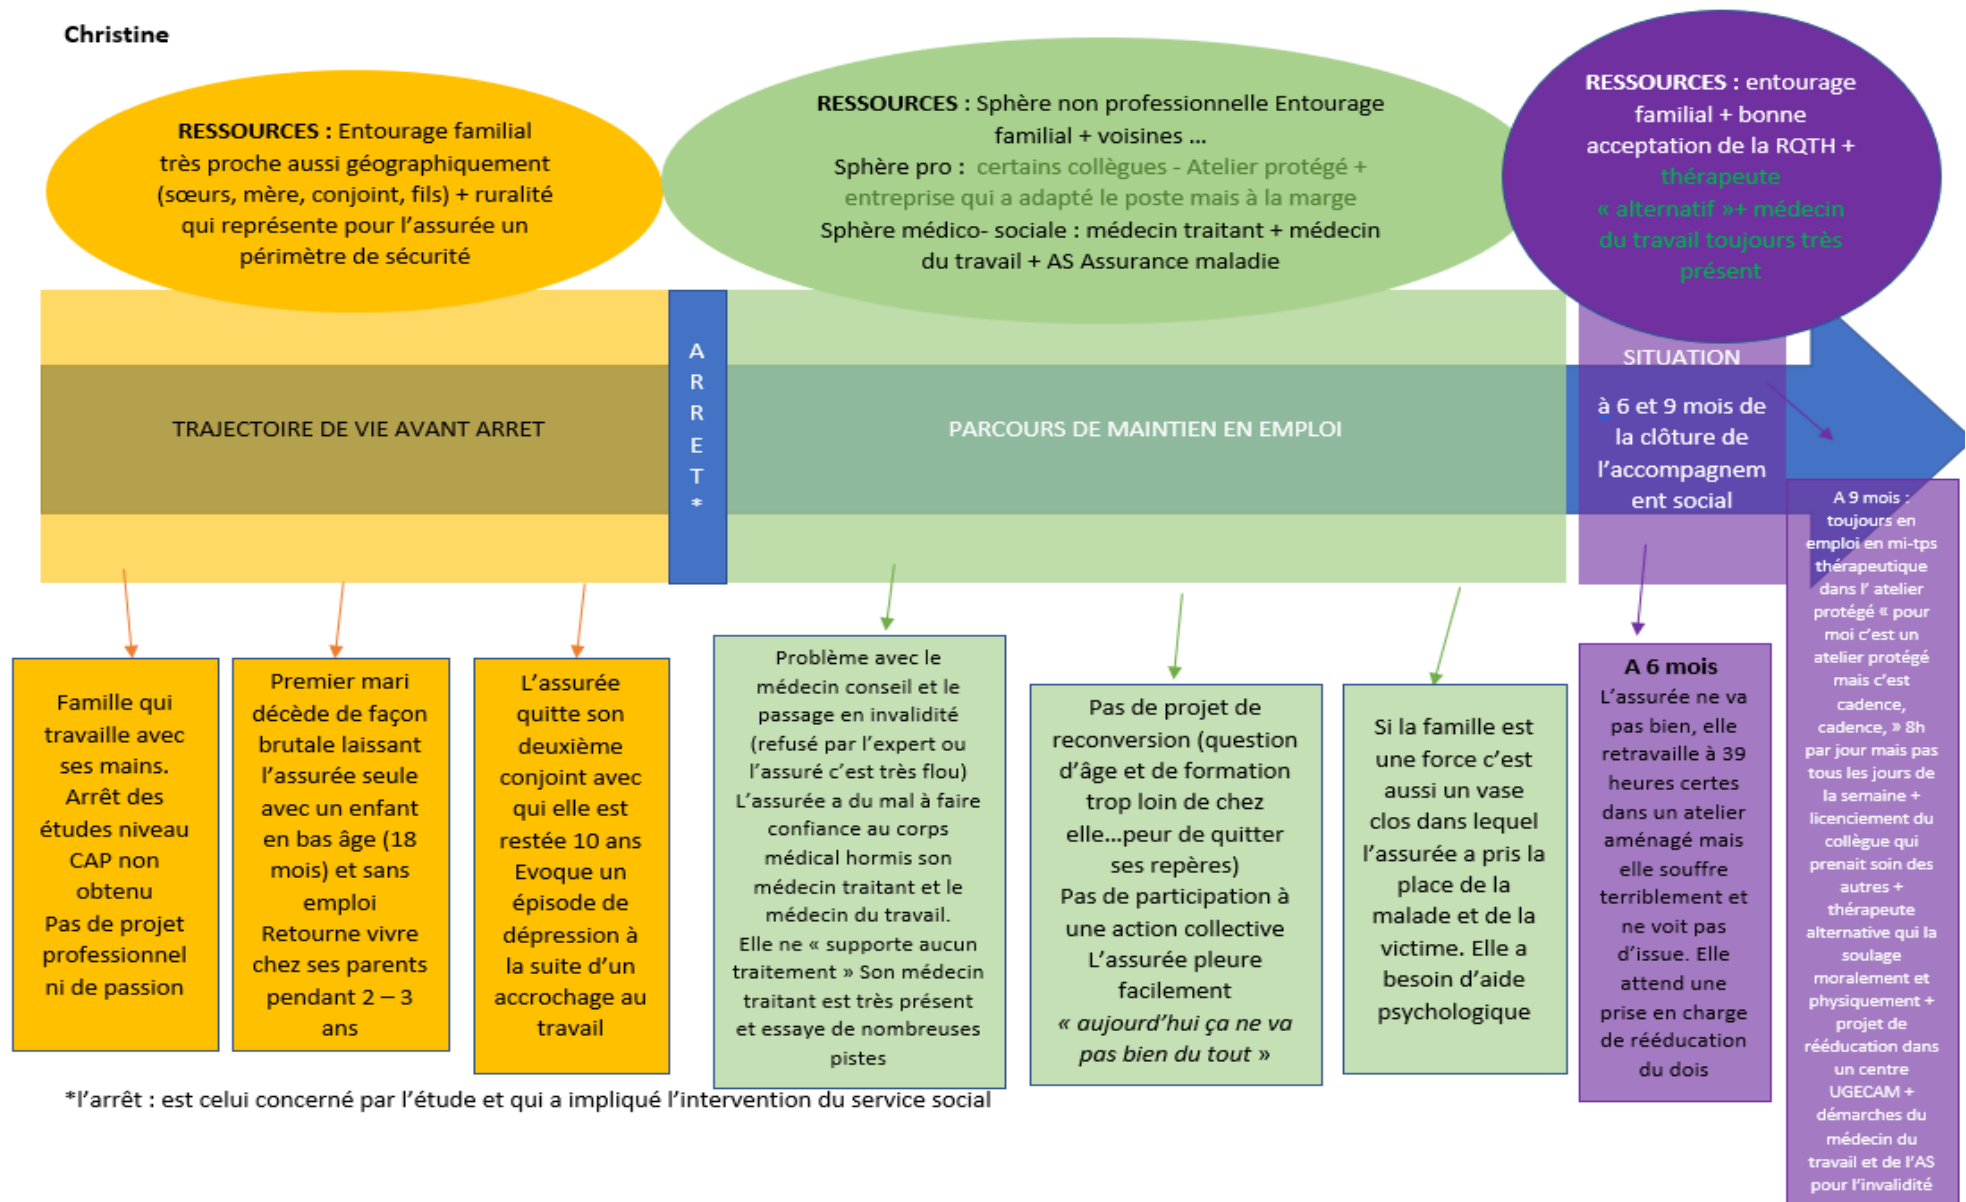 Christine
RESSOURCES : Entourage familial
très proche aussi géographiquement
(sœurs, mère, conjoint, fils) + ruralité
qui représente pour l'assurée un
périmètre de sécurité
RESSOURCES : Sphère non professionnelle Entourage
familial + voisines ...
Sphère pro : certains collègues - Atelier protégé +
entreprise qui a adapté le poste mais à la marge
Sphère médico- sociale : médecin traitant + médecin
du travail + AS Assurance maladie
RESSOURCES : entourage
familial + bonne
acceptation de la RQTH +
thérapeute
« alternatif »+ médecin
du travail toujours très
présent
TRAJECTOIRE DE VIE AVANT ARRET
A
R
R
E
T
*
PARCOURS DE MAINTIEN EN EMPLOI
SITUATION
à 6 et 9 mois de
la clôture de
l'accompagnem
ent social
Famille qui
travaille avec
ses mains.
Arrêt des
études niveau
CAP non
obtenu
Pas de projet
professionnel
ni de passion
Premier mari
décède de façon
brutale laissant
l'assurée seule
avec un enfant
en bas âge (18
mois) et sans
emploi
Retourne vivre
chez ses parents
pendant 2 – 3
ans
L'assurée
quitte son
deuxième
conjoint avec
qui elle est
restée 10 ans
Evoque un
épisode de
dépression à
la suite d'un
accrochage au
travail
Problème avec le
médecin conseil et le
passage en invalidité
(refusé par l'expert ou
l'assuré c'est très flou)
L'assurée a du mal à faire
confiance au corps
médical hormis son
médecin traitant et le
médecin du travail.
Elle ne « supporte aucun
traitement » Son médecin
traitant est très présent
et essaye de nombreuses
pistes
Pas de projet de
reconversion (question
d'âge et de formation
trop loin de chez
elle...peur de quitter
ses repères)
Pas de participation à
une action collective
L'assurée pleure
facilement
« aujourd'hui ça ne va
pas bien du tout »
Si la famille est
une force c'est
aussi un vase
clos dans lequel
l'assurée a pris la
place de la
malade et de la
victime. Elle a
besoin d'aide
psychologique
A 6 mois
L'assurée ne va
pas bien, elle
retravaille à 39
heures certes
dans un atelier
aménagé mais
elle souffre
terriblement et
ne voit pas
d'issue. Elle
attend une
prise en charge
de rééducation
du dois
A 9 mois :
toujours en
emploi en mi-tps
thérapeutique
dans l' atelier
protégé « pour
moi c'est un
atelier protégé
mais c'est
cadence,
cadence, » 8h
par jour mais pas
tous les jours de
la semaine +
licenciement du
collègue qui
prenait soin des
autres +
thérapeute
alternative qui la
soulage
moralement et
physiquement +
projet de
rééducation dans
un centre
UGECAM +
démarches du
médecin du
travail et de l'AS
pour l'invalidité
*l'arrêt : est celui concerné par l'étude et qui a impliqué l'intervention du service social